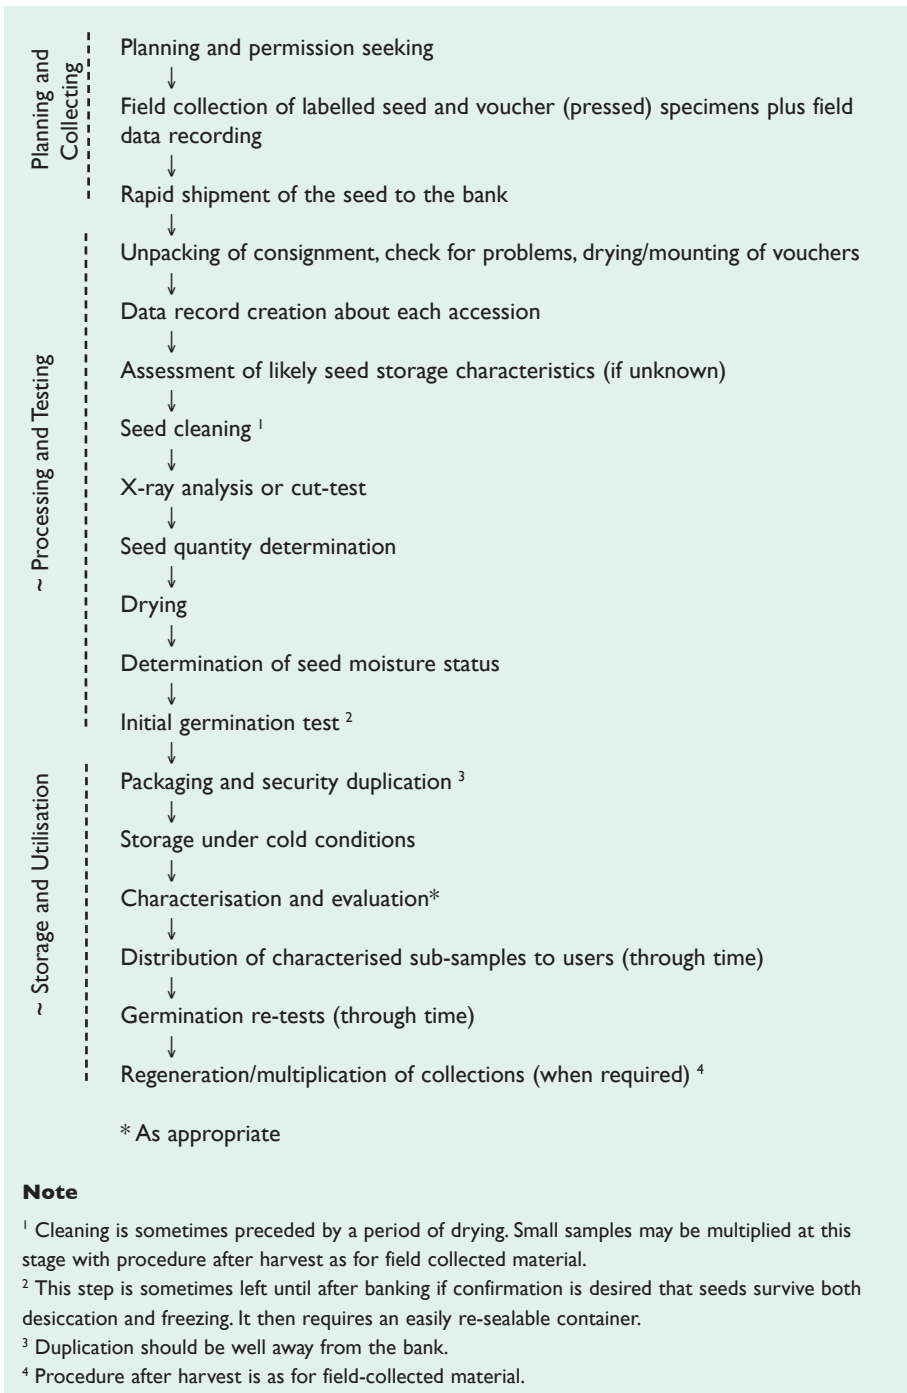 Planning and
Collecting
Planning and permission seeking
↓
Field collection of labelled seed and voucher (pressed) specimens plus field
data recording
↓
Rapid shipment of the seed to the bank
↓
~ Processing and Testing
Unpacking of consignment, check for problems, drying/mounting of vouchers
↓
Data record creation about each accession
↓
Assessment of likely seed storage characteristics (if unknown)
↓
Seed cleaning ¹
↓
X-ray analysis or cut-test
↓
Seed quantity determination
↓
Drying
↓
Determination of seed moisture status
↓
Initial germination test ²
↓
~ Storage and Utilisation
Packaging and security duplication ³
↓
Storage under cold conditions
↓
Characterisation and evaluation*
↓
Distribution of characterised sub-samples to users (through time)
↓
Germination re-tests (through time)
↓
Regeneration/multiplication of collections (when required) ⁴
* As appropriate
Note
¹ Cleaning is sometimes preceded by a period of drying. Small samples may be multiplied at this
stage with procedure after harvest as for field collected material.
² This step is sometimes left until after banking if confirmation is desired that seeds survive both
desiccation and freezing. It then requires an easily re-sealable container.
³ Duplication should be well away from the bank.
⁴ Procedure after harvest is as for field-collected material.